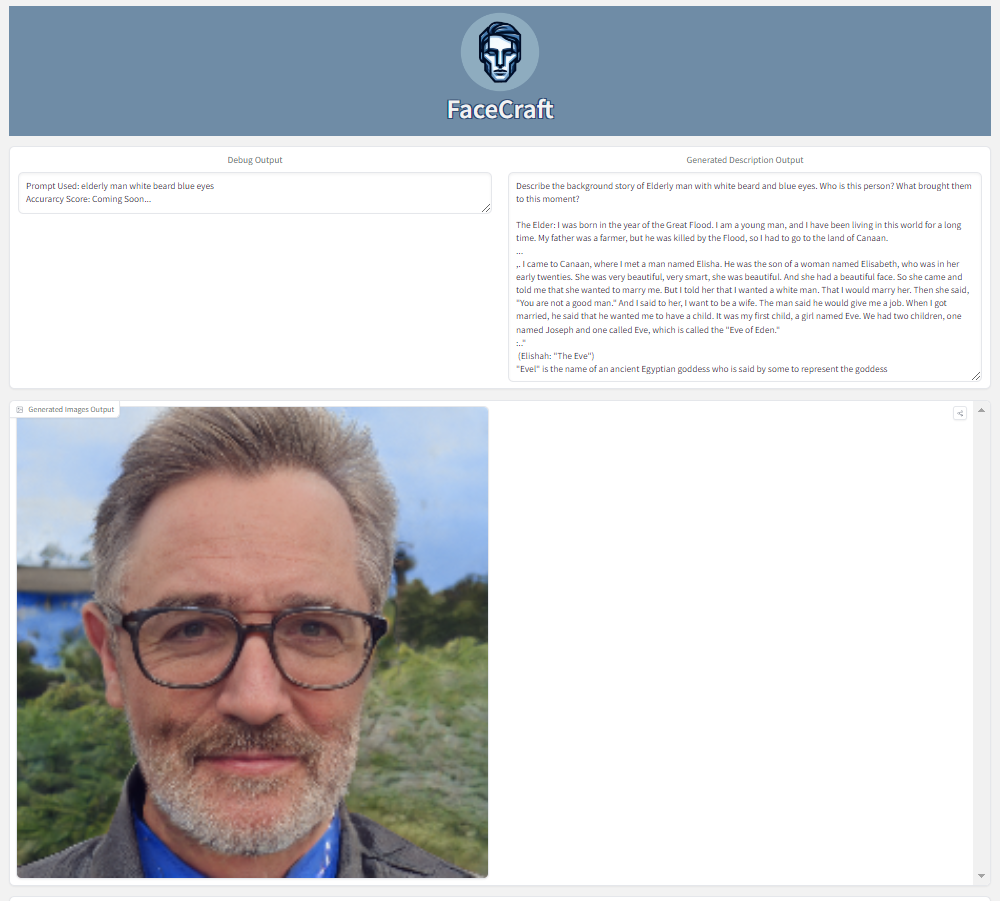 FaceCraft
Debug Output
Prompt Used: elderly man white beard blue eyes
Accurarcy Score: Coming Soon...
Generated Description Output
Describe the background story of Elderly man with white beard and blue eyes. Who is this person? What brought them
to this moment?
The Elder: I was born in the year of the Great Flood. I am a young man, and I have been living in this world for a long
time. My father was a farmer, but he was killed by the Flood, so I had to go to the land of Canaan.
...
,. I came to Canaan, where I met a man named Elisha. He was the son of a woman named Elisabeth, who was in her
early twenties. She was very beautiful, very smart, she was beautiful. And she had a beautiful face. So she came and
told me that she wanted to marry me. But I told her that I wanted a white man. That I would marry her. Then she said,
"You are not a good man." And I said to her, I want to be a wife. The man said he would give me a job. When I got
married, he said that he wanted me to have a child. It was my first child, a girl named Eve. We had two children, one
named Joseph and one called Eve, which is called the "Eve of Eden."
:.."
(Elishah: "The Eve")
"Evel" is the name of an ancient Egyptian goddess who is said by some to represent the goddess
Generated Images Output